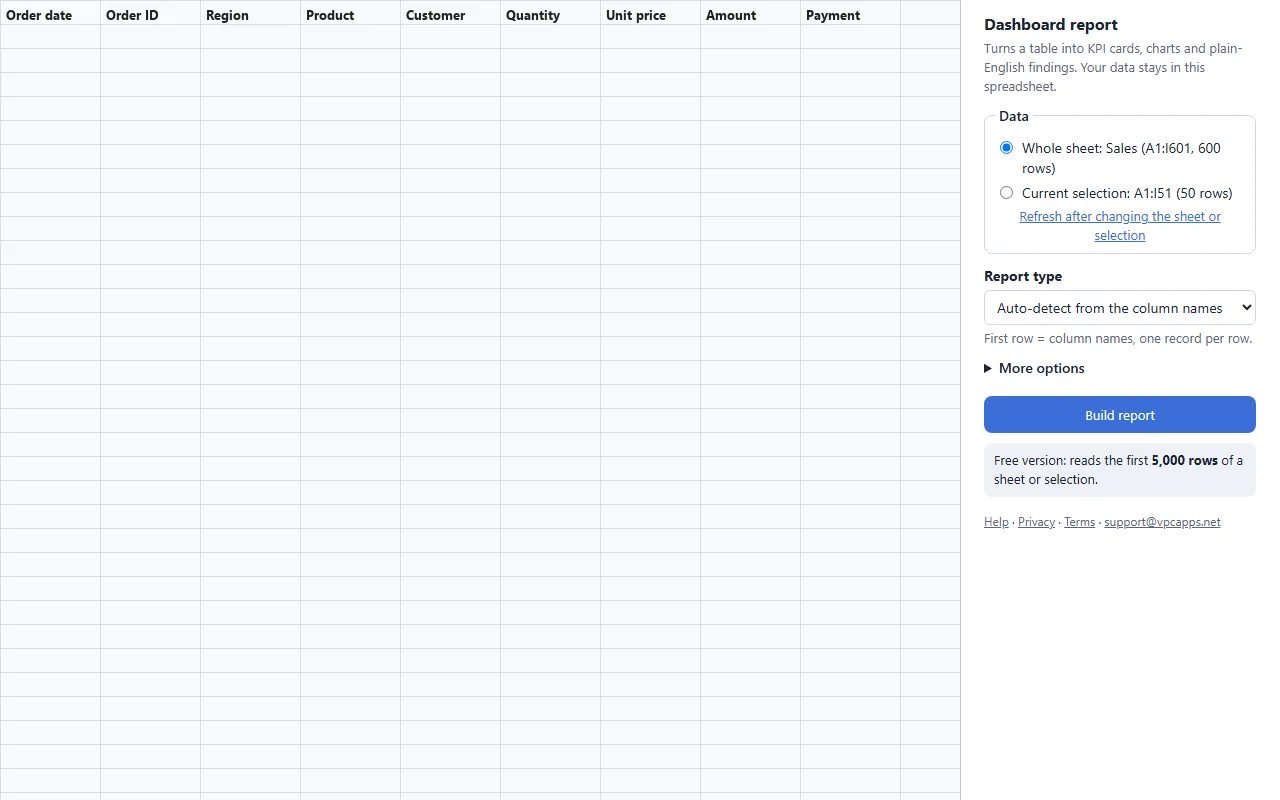 Order date Order ID Region Product Customer Quantity Unit price Amount Payment
Dashboard report
Turns a table into KPI cards, charts and plain-
English findings. Your data stays in this
spreadsheet.
Data
Whole sheet: Sales (A1:I601, 600
rows)
Current selection: A1:I51 (50 rows)
Refresh after changing the sheet or
selection
Report type
Auto-detect from the column names
First row = column names, one record per row.
More options
Build report
Free version: reads the first 5,000 rows of a
sheet or selection.
Help · Privacy · Terms · support@vpcapps.net